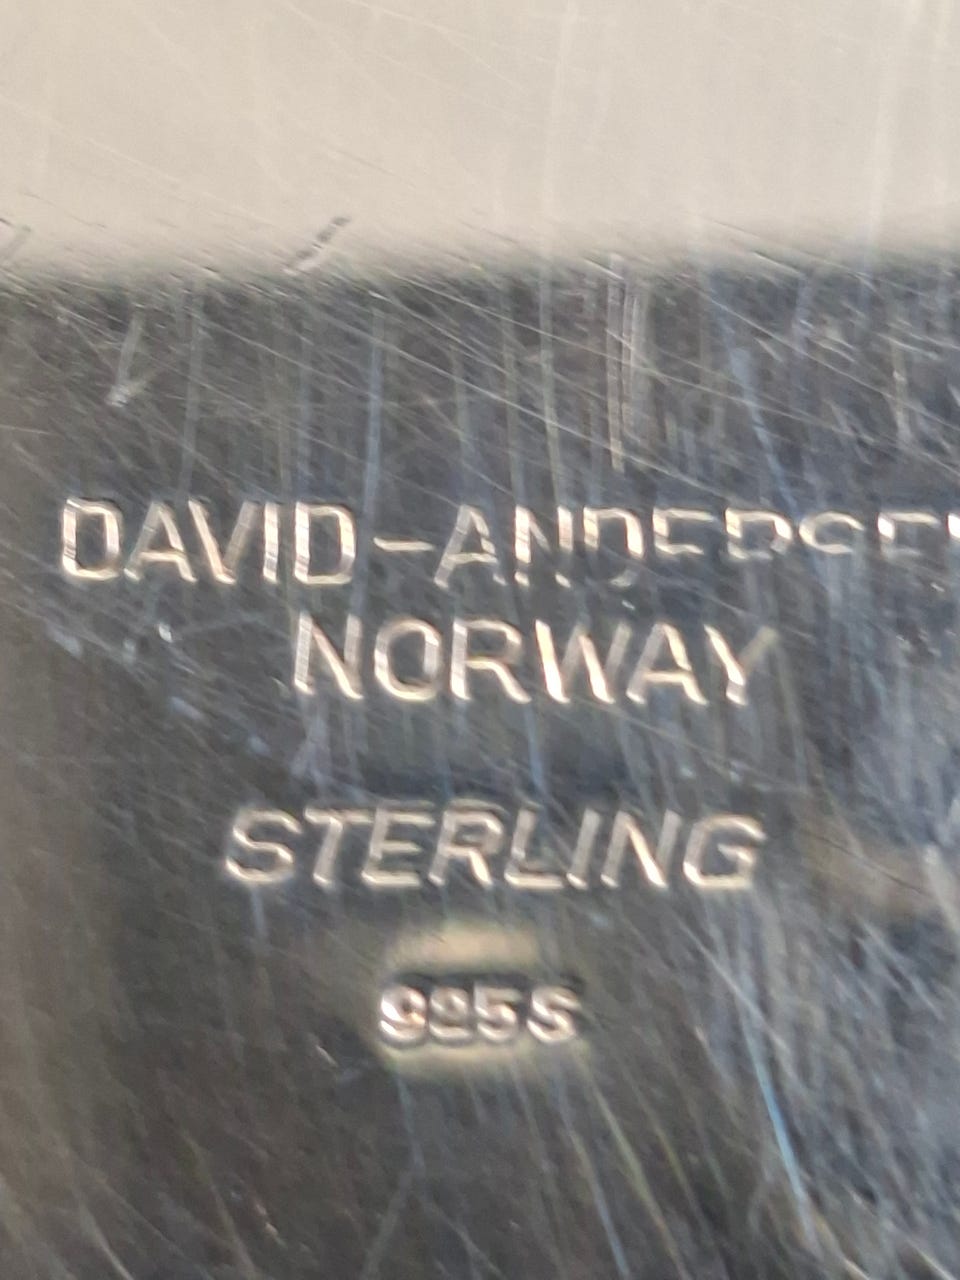 DAVID-ANDERSEN
NORWAY
STERLING
925S